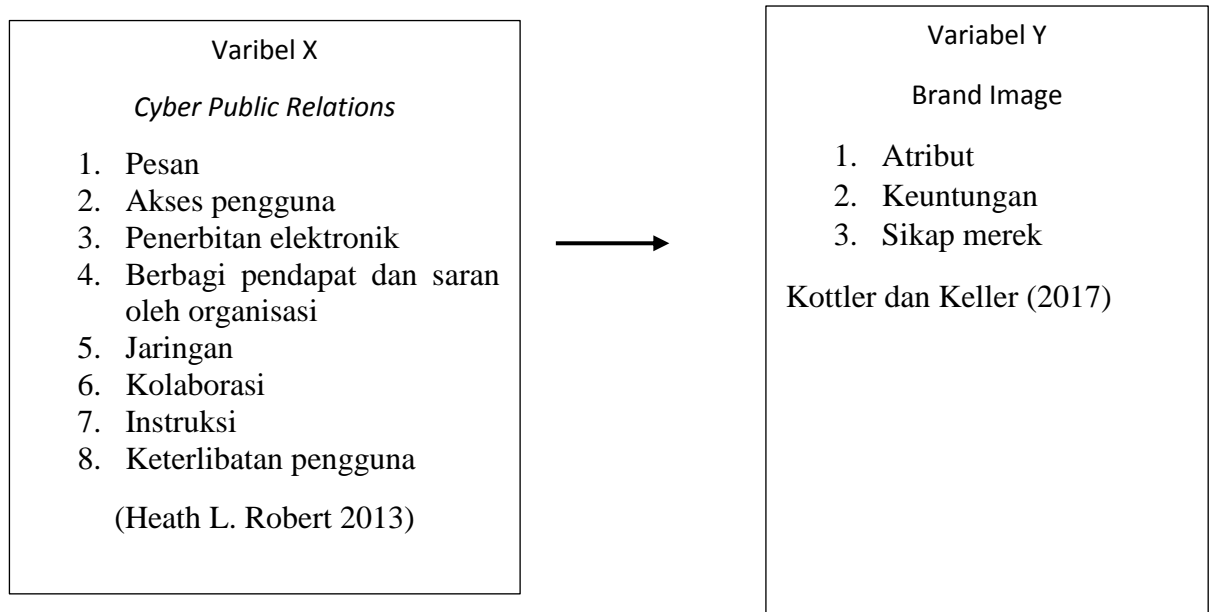 Varibel X
Cyber Public Relations
1. Pesan
2. Akses pengguna
3. Penerbitan elektronik
4. Berbagi pendapat dan saran
oleh organisasi
5. Jaringan
6. Kolaborasi
7. Instruksi
8. Keterlibatan pengguna
(Heath L. Robert 2013)
Variabel Y
Brand Image
1. Atribut
2. Keuntungan
3. Sikap merek
Kottler dan Keller (2017)